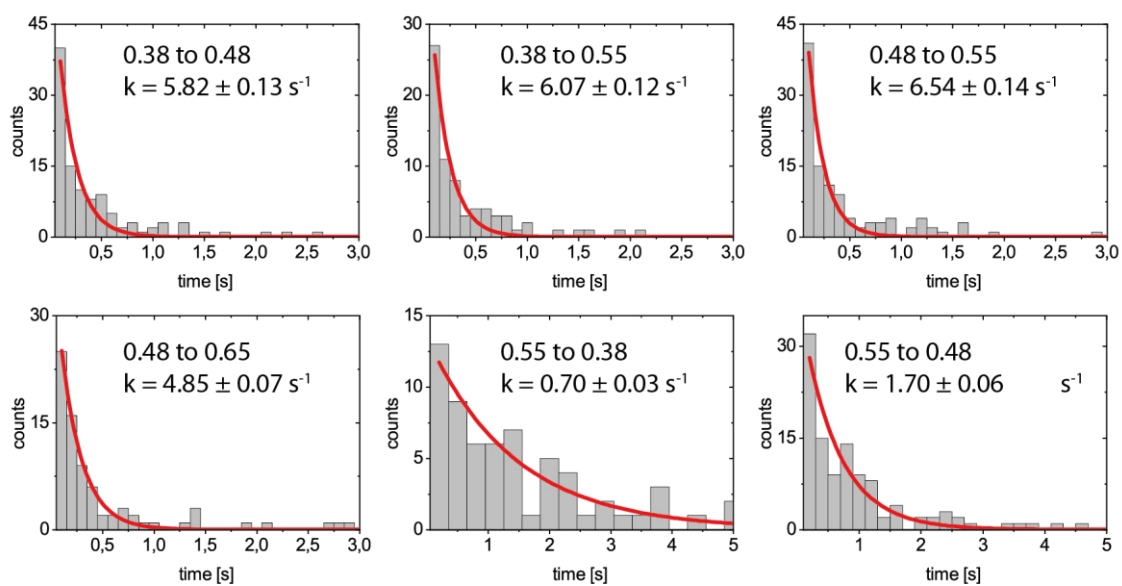 0.38 to 0.48
k = 5.82 ± 0.13 s⁻¹
counts
45
30
15
0
0,5 1,0 1,5 2,0 2,5 3,0
time [s]
0.38 to 0.55
k = 6.07 ± 0.12 s⁻¹
counts
30
20
10
0
0,5 1,0 1,5 2,0 2,5 3,0
time [s]
0.48 to 0.55
k = 6.54 ± 0.14 s⁻¹
counts
45
30
15
0
0,5 1,0 1,5 2,0 2,5 3,0
time [s]
0.48 to 0.65
k = 4.85 ± 0.07 s⁻¹
counts
30
15
0
0,5 1,0 1,5 2,0 2,5 3,0
time [s]
0.55 to 0.38
k = 0.70 ± 0.03 s⁻¹
counts
15
10
5
0
1 2 3 4 5
time [s]
0.55 to 0.48
k = 1.70 ± 0.06 s⁻¹
counts
30
15
0
1 2 3 4 5
time [s]